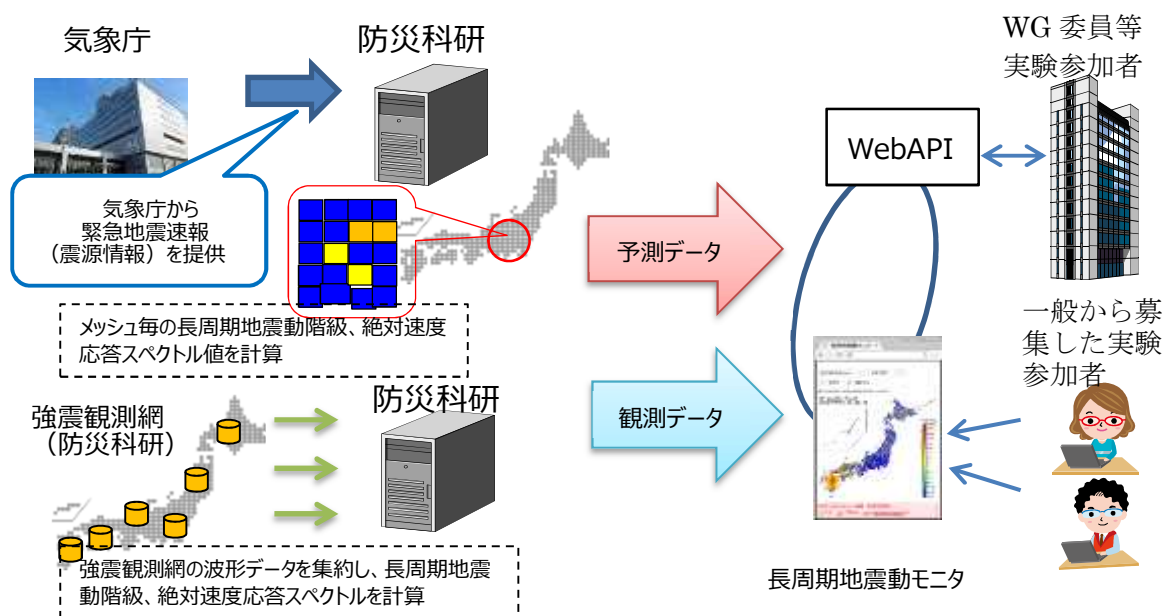 気象庁
防災科研
気象庁から
緊急地震速報
（震源情報）を提供
メッシュ毎の長周期地震動階級、絶対速度
応答スペクトル値を計算
強震観測網
（防災科研）
防災科研
強震観測網の波形データを集約し、長周期地震
動階級、絶対速度応答スペクトルを計算
予測データ
観測データ
WebAPI
長周期地震動モニタ
WG 委員等
実験参加者
一般から募
集した実験
参加者